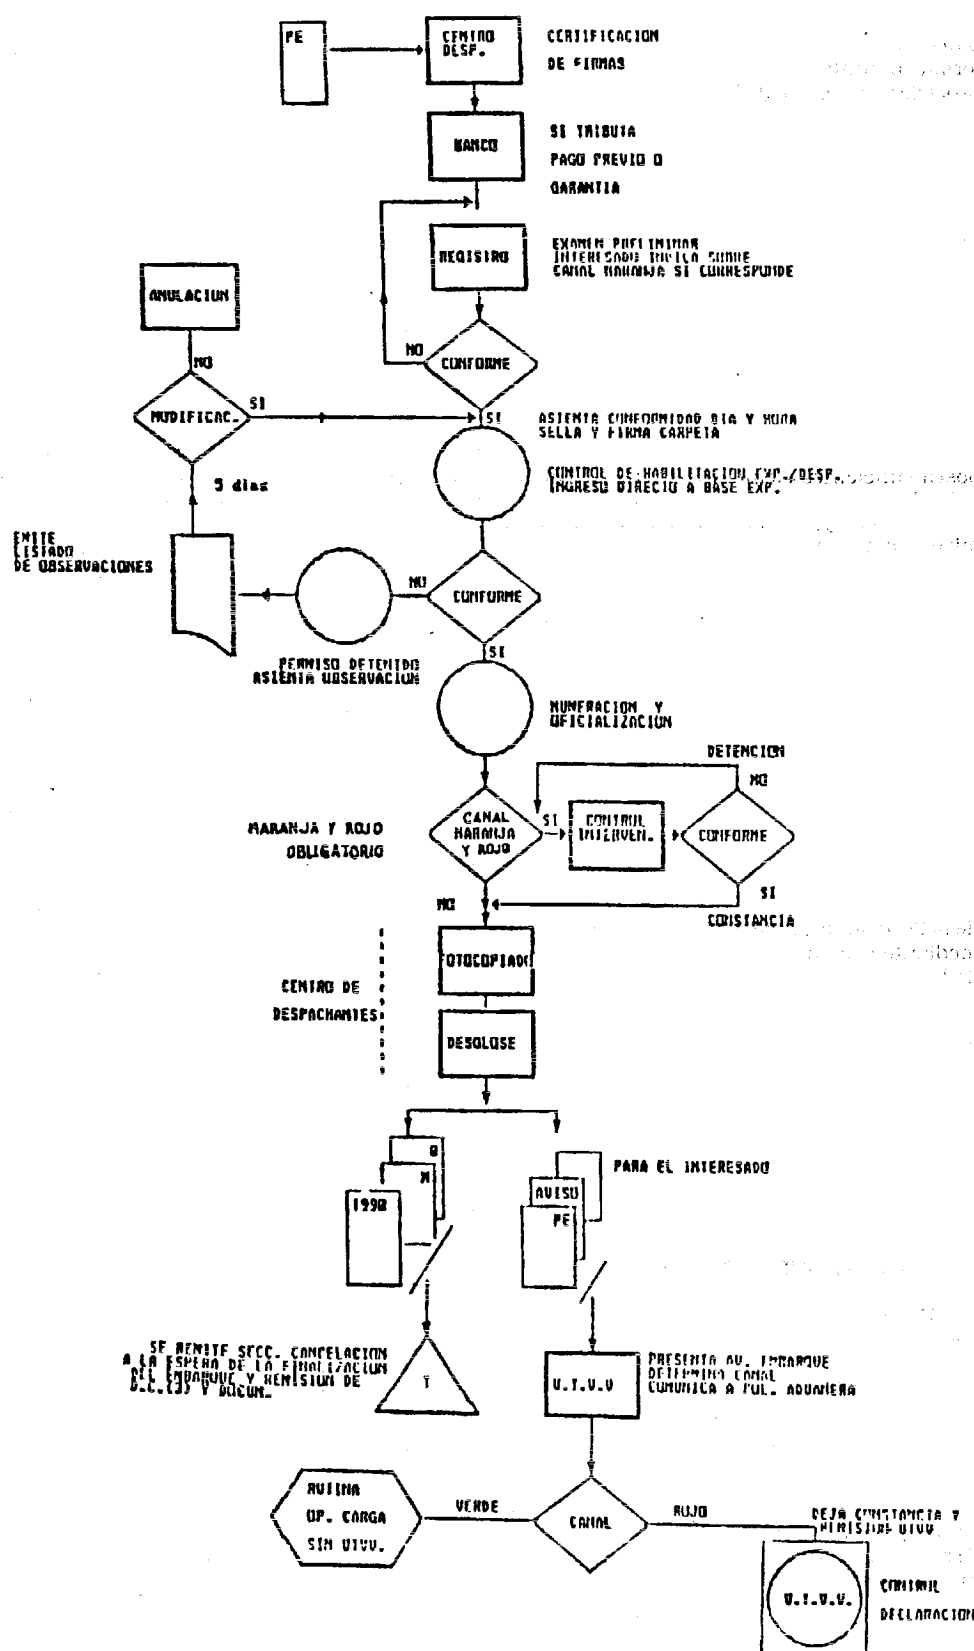 PE
CENTRO
DESP.
CERTIFICACION
DE FIRMAS
BANCO
SI TRIBUTA
PAGO PREVIO O
GARANTIA
REGISTRO
EXAMEN PRELIMINAR
INTERESADO SOBRE
CANAL NARANJA SI CORRESPONDE
ANULACION
NO
NO
CONFORME
MODIFICAC.
SI
SI
ASIENTA CONFORMIDAD DIA Y HORA
SELLA Y FIRMA CARPETA
5 dias
CONTROL DE HABILITACION EXP./DESP.
INGRESO DIRECTO A BASE EXP.
EMITE
LISTADO
DE OBSERVACIONES
NO
CONFORME
SI
PERMISO DETENIDO
ASIENTA OBSERVACION
NUMERACION Y
OFICIALIZACION
DETENCION
NO
NARANJA Y ROJO
OBLIGATORIO
CANAL
NARANJA
Y ROJO
SI
CONTROL
INTERVEN.
CONFORME
NO
SI
CONSTANCIA
CENTRO DE
DESPACHANTES
OTOCOPIADO
DESGLOSE
PARA EL INTERESADO
AVISO
PE
SE REMITE SECC. CANCELACION
A LA ESPERA DE LA FINALIZACION
DEL EMBARQUE Y REMISION DE
Y DOCUM.
T
U.T.V.V
PRESENTA AV. EMBARQUE
DETERMINA CANAL
COMUNICA A POL. ADUANERA
RUTINA
OP. CARGA
SIN UTVV.
VERDE
CANAL
ROJO
DEJA CONSTANCIA Y
UTVV
U.T.V.V.
CONTROL
DECLARACION